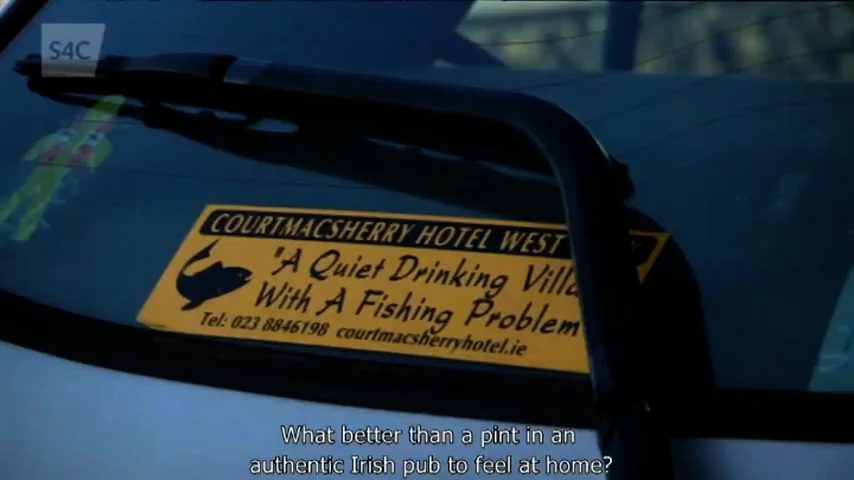 S4C
COURTMACSHERRY HOTEL WEST
"A Quiet Drinking
With A Fishing Problem
Tel: 023 8846198 courtmacsherryhotel.ie
What better than a pint in an
authentic Irish pub to feel at home?